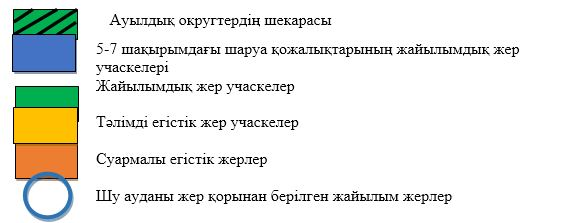 Ауылдық округтердің шекарасы
5-7 шақырымдағы шаруа қожалықтарының жайылымдық жер
учаскелері
Жайылымдық жер учаскелер
Тәлімді егістік жер учаскелер
Суармалы егістік жерлер
Шу ауданы жер қорынан берілген жайылым жерлер